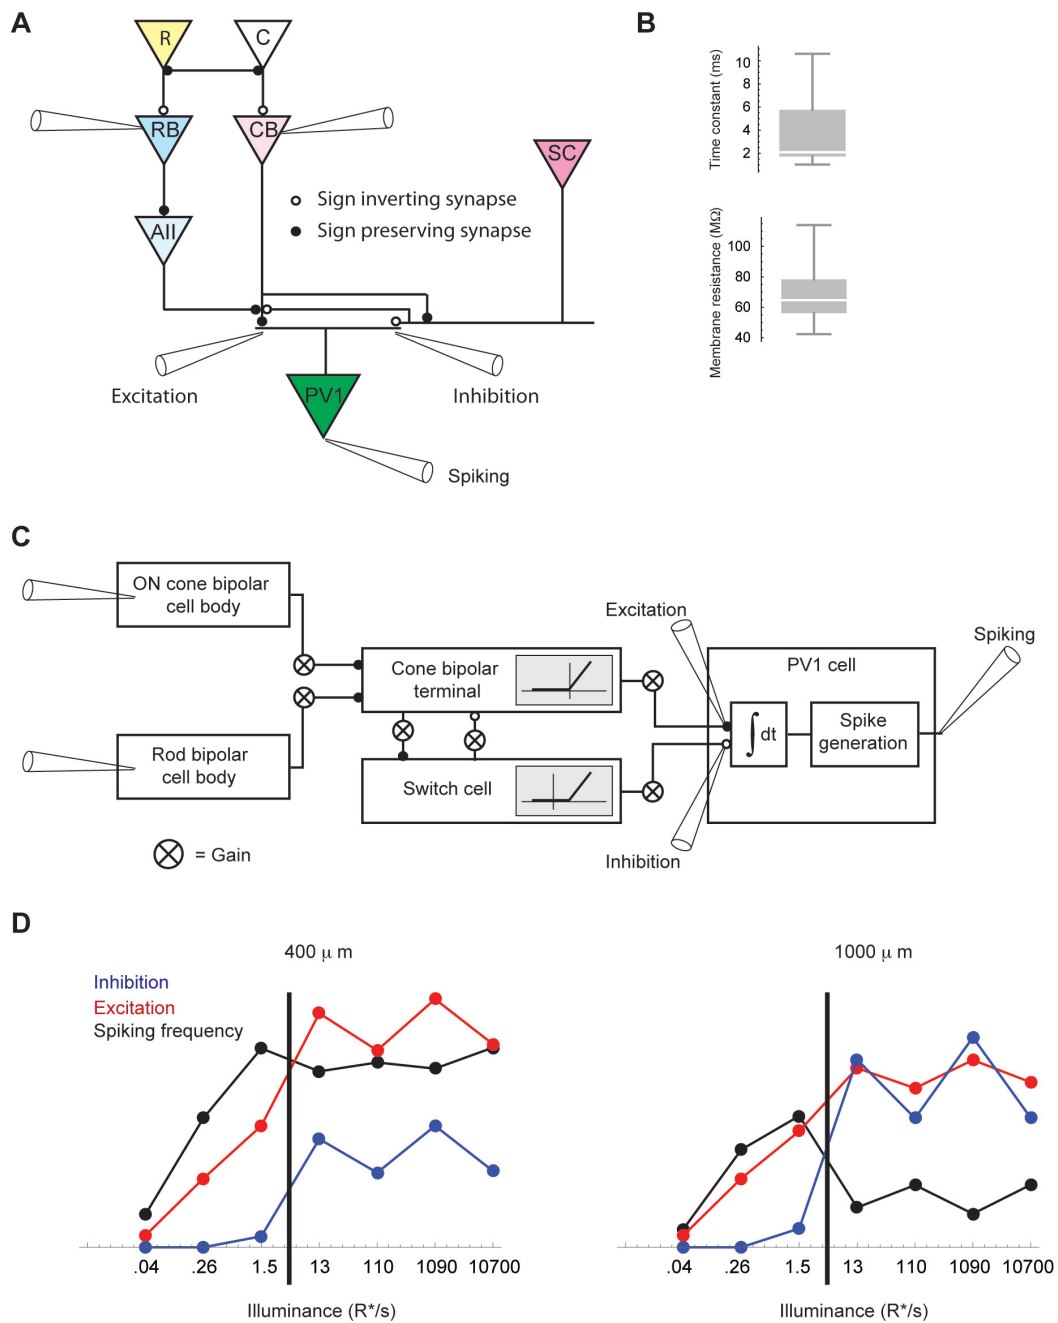 A
R
C
RB
CB
SC
AII
Sign inverting synapse
Sign preserving synapse
Excitation
Inhibition
PV1
Spiking
B
Time constant (ms)
10
8
6
4
2
Membrane resistance (MΩ)
100
80
60
40
C
ON cone bipolar
cell body
Rod bipolar
cell body
= Gain
Cone bipolar
terminal
Switch cell
Excitation
Inhibition
PV1 cell
∫ dt
Spike
generation
Spiking
D
400 μ m
Inhibition
Excitation
Spiking frequency
.04 .26 1.5 13 110 1090 10700
Illuminance (R*/s)
1000 μ m
.04 .26 1.5 13 110 1090 10700
Illuminance (R*/s)